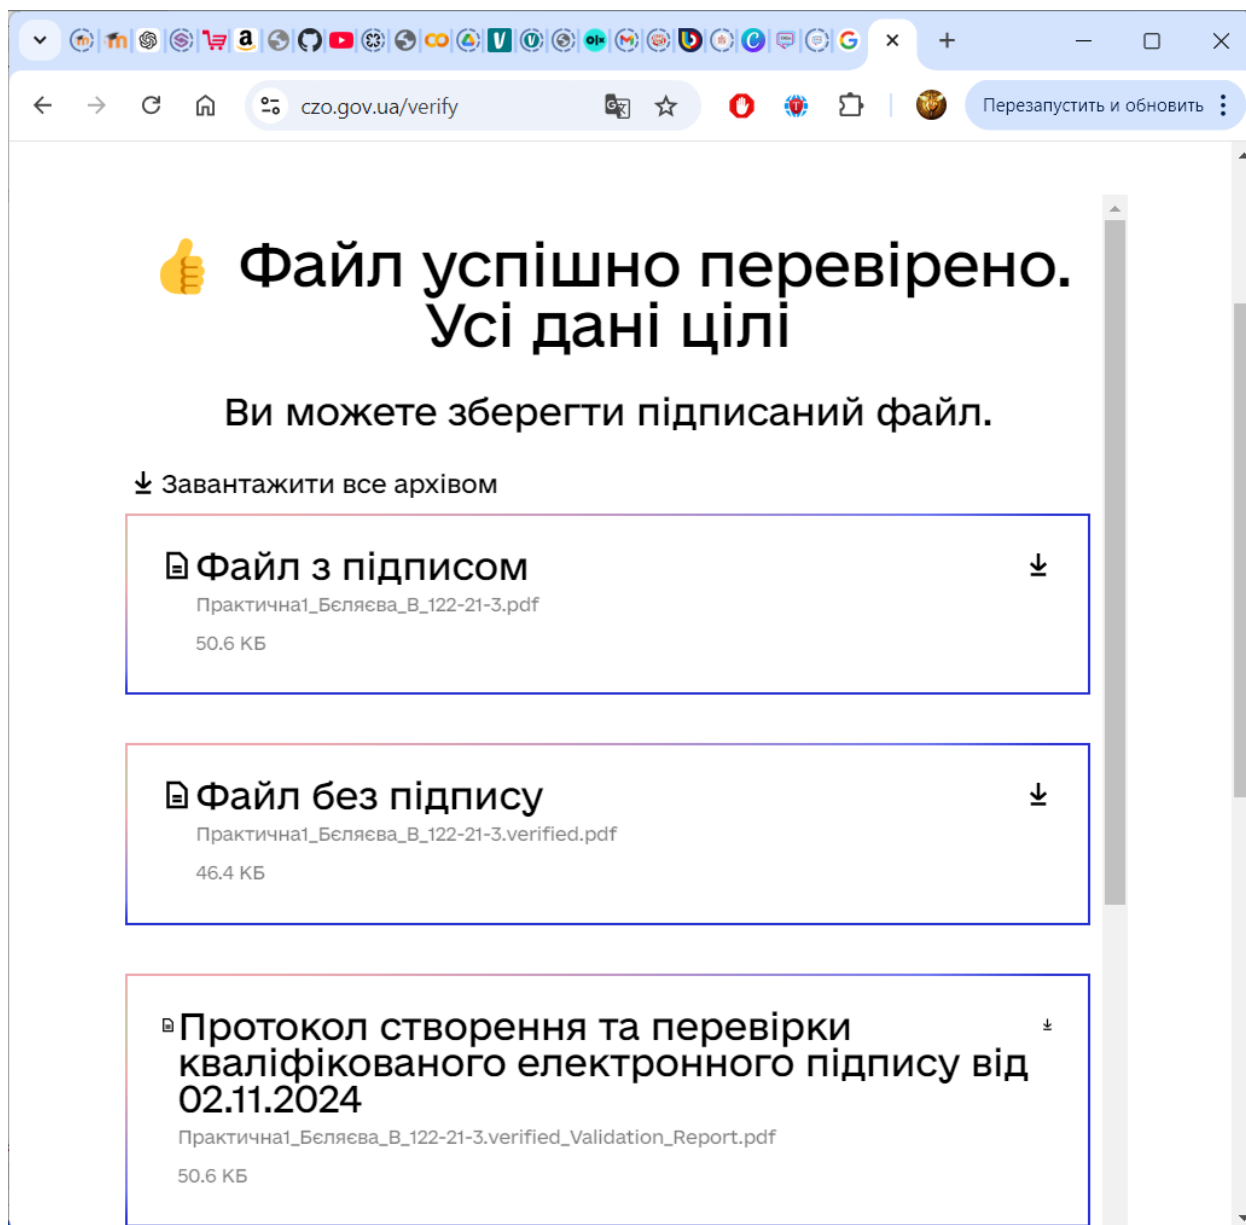 czo.gov.ua/verify
Перезапустить и обновить
👍 Файл успішно перевірено.
Усі дані цілі
Ви можете зберегти підписаний файл.
Завантажити все архівом
Файл з підписом
Практична1_Бєляєва_В_122-21-3.pdf
50.6 КБ
Файл без підпису
Практична1_Бєляєва_В_122-21-3.verified.pdf
46.4 КБ
Протокол створення та перевірки
кваліфікованого електронного підпису від
02.11.2024
Практична1_Бєляєва_В_122-21-3.verified_Validation_Report.pdf
50.6 КБ